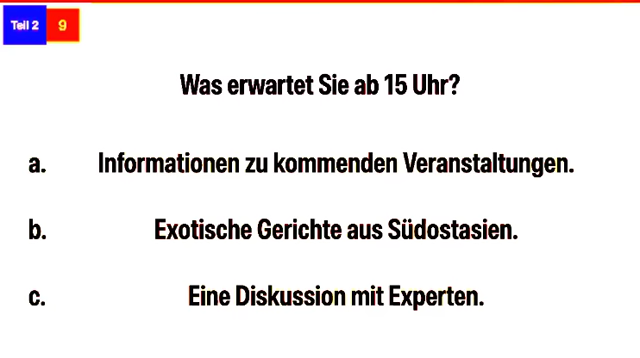 Teil 2 9
Was erwartet Sie ab 15 Uhr?
a. Informationen zu kommenden Veranstaltungen.
b. Exotische Gerichte aus Südostasien.
c. Eine Diskussion mit Experten.